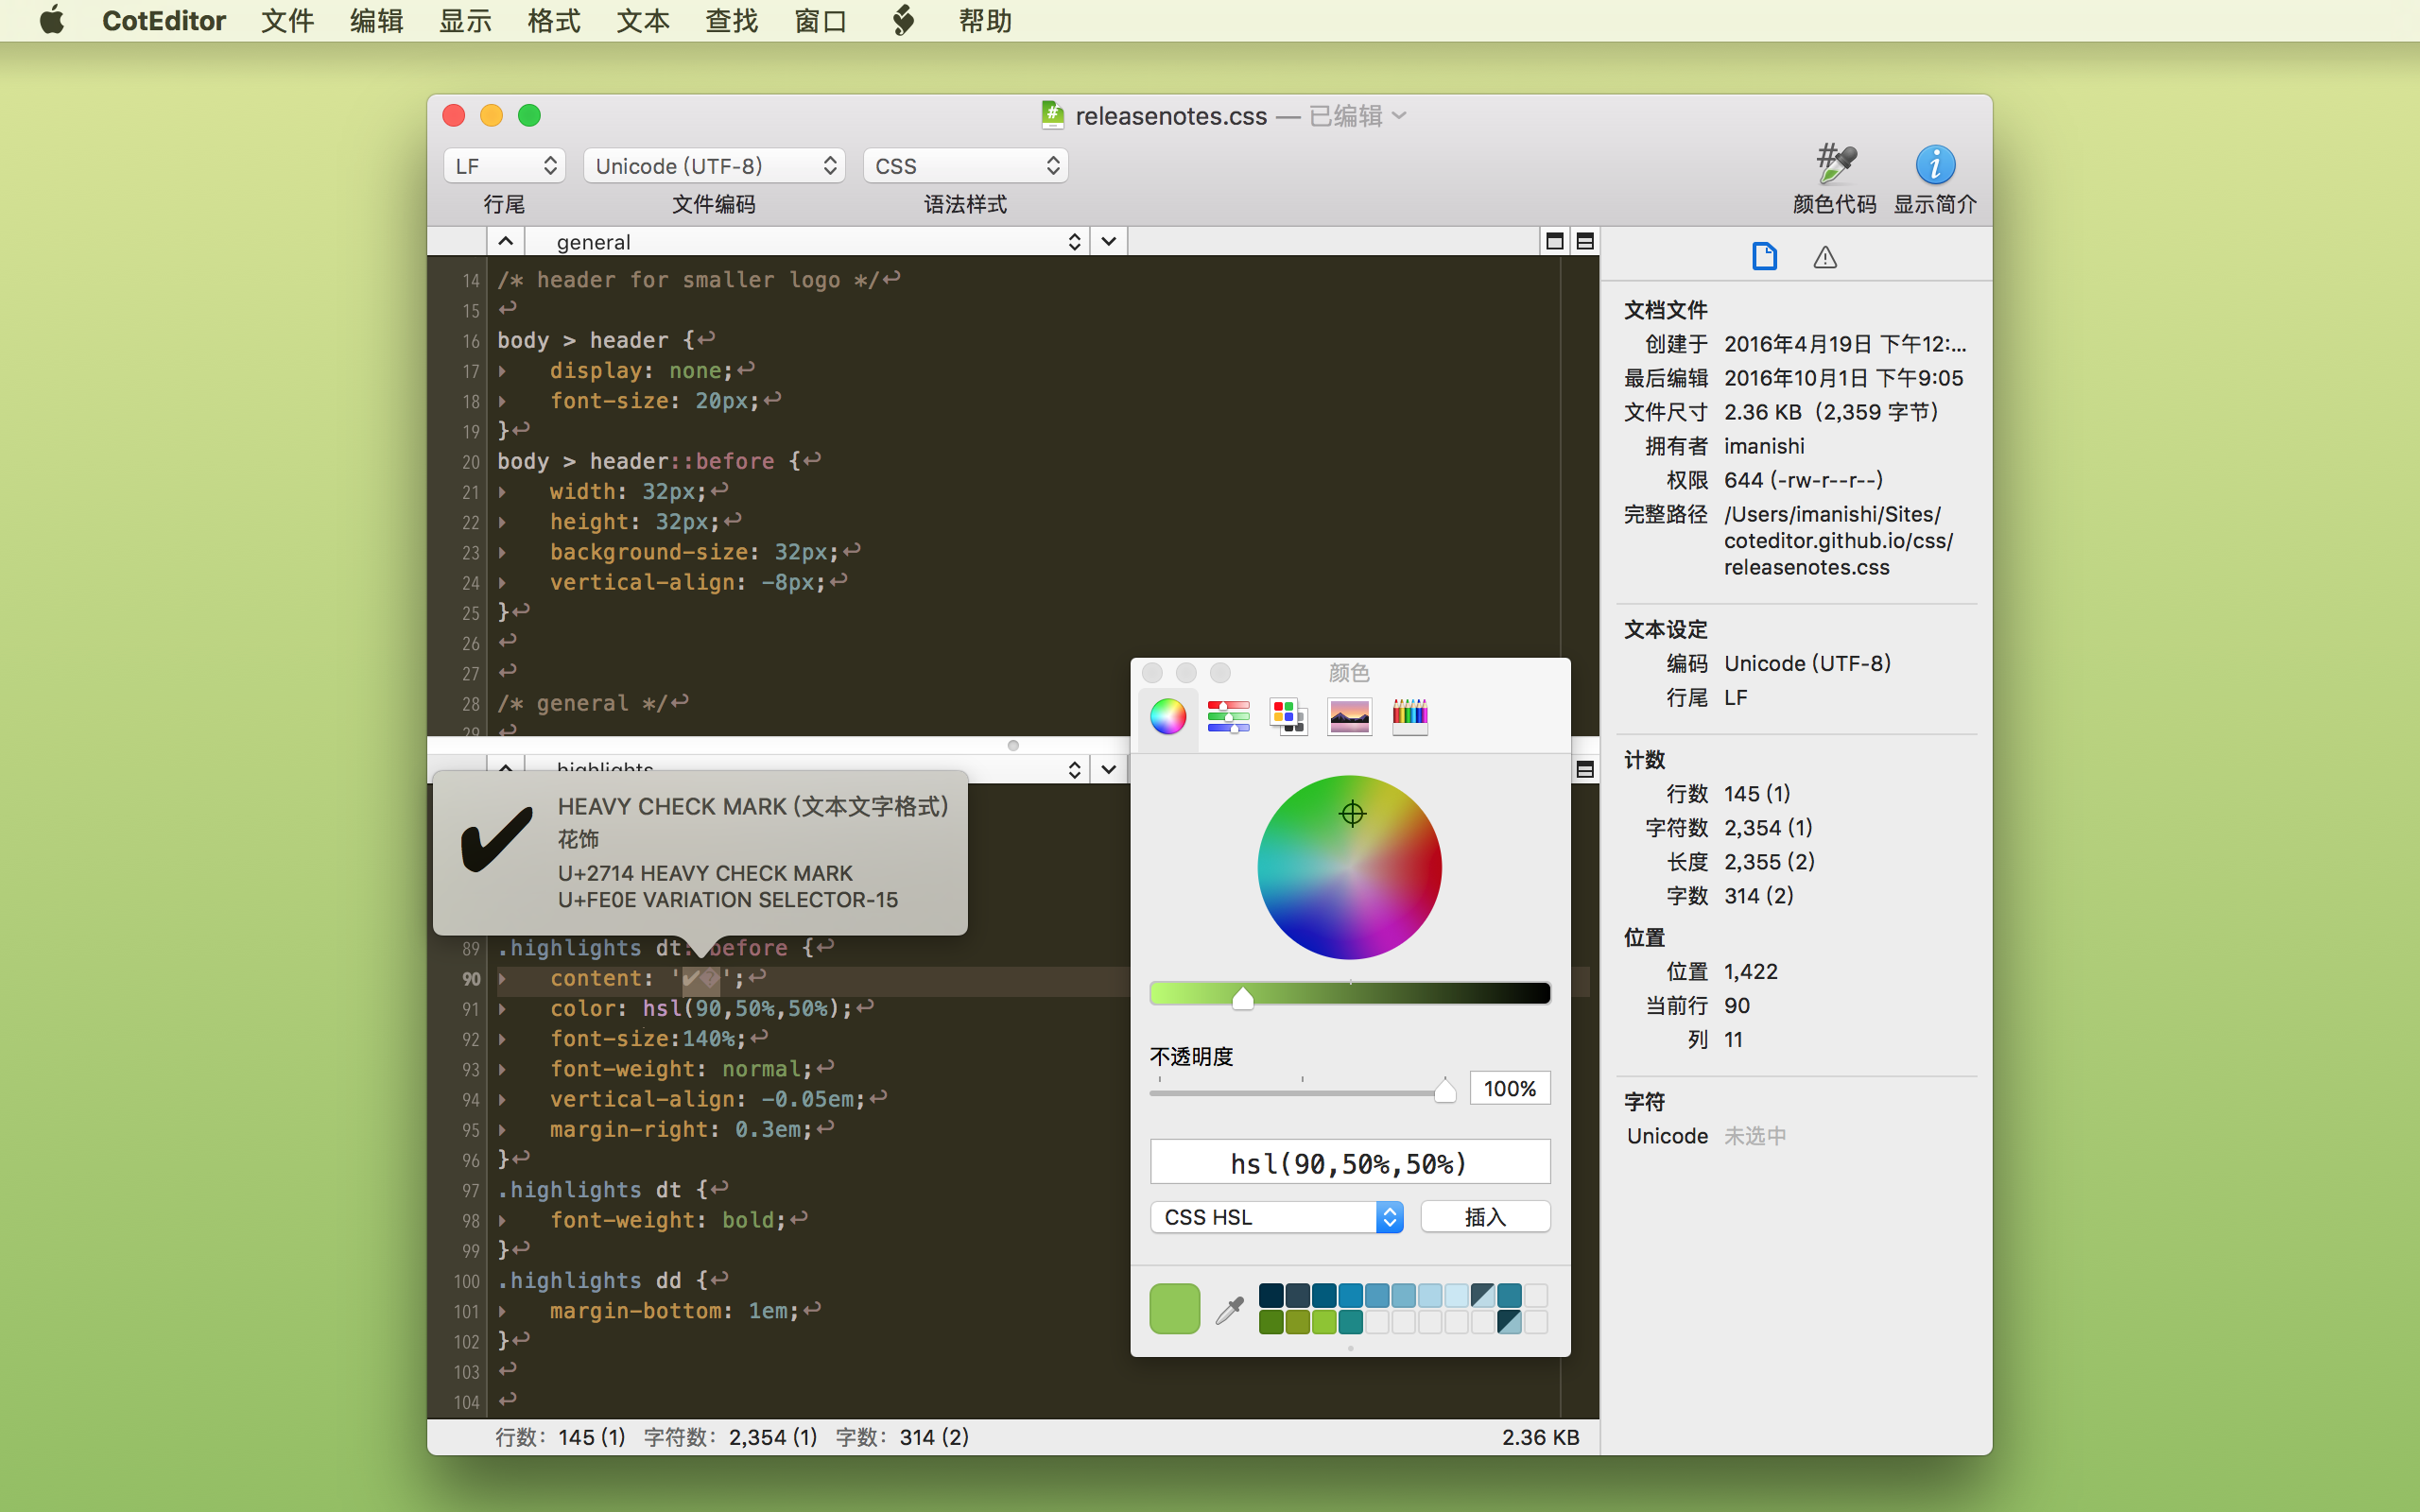 CotEditor 文件 编辑 显示 格式 文本 查找 窗口 帮助
releasenotes.css — 已编辑
LF Unicode (UTF-8) CSS
行尾 文件编码 语法样式 颜色代码 显示简介
general
14 /* header for smaller logo */↩
15 ↩
16 body > header {↩
17 display: none;↩
18 font-size: 20px;↩
19 }↩
20 body > header::before {↩
21 width: 32px;↩
22 height: 32px;↩
23 background-size: 32px;↩
24 vertical-align: -8px;↩
25 }↩
26 ↩
27 ↩
28 /* general */↩
29 ↩
highlights
HEAVY CHECK MARK (文本文字格式)
花饰
U+2714 HEAVY CHECK MARK
U+FE0E VARIATION SELECTOR-15
89 .highlights dt::before {↩
90 content: '✔�';↩
91 color: hsl(90,50%,50%);↩
92 font-size:140%;↩
93 font-weight: normal;↩
94 vertical-align: -0.05em;↩
95 margin-right: 0.3em;↩
96 }↩
97 .highlights dt {↩
98 font-weight: bold;↩
99 }↩
100 .highlights dd {↩
101 margin-bottom: 1em;↩
102 }↩
103 ↩
104 ↩
行数: 145 (1) 字符数: 2,354 (1) 字数: 314 (2) 2.36 KB
颜色
不透明度
100%
hsl(90,50%,50%)
CSS HSL 插入
文档文件
创建于 2016年4月19日 下午12:...
最后编辑 2016年10月1日 下午9:05
文件尺寸 2.36 KB (2,359 字节)
拥有者 imanishi
权限 644 (-rw-r--r--)
完整路径 /Users/imanishi/Sites/
coteditor.github.io/css/
releasenotes.css
文本设定
编码 Unicode (UTF-8)
行尾 LF
计数
行数 145 (1)
字符数 2,354 (1)
长度 2,355 (2)
字数 314 (2)
位置
位置 1,422
当前行 90
列 11
字符
Unicode 未选中